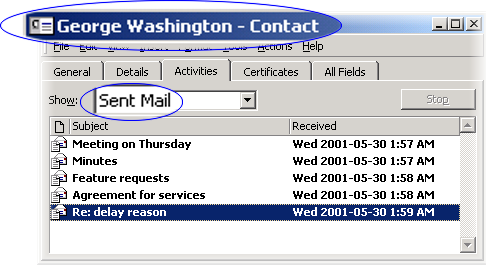 George Washington - Contact
File Edit View Insert Format Tools Actions Help
General Details Activities Certificates All Fields
Show: Sent Mail Stop
Subject Received
Meeting on Thursday Wed 2001-05-30 1:57 AM
Minutes Wed 2001-05-30 1:57 AM
Feature requests Wed 2001-05-30 1:58 AM
Agreement for services Wed 2001-05-30 1:58 AM
Re: delay reason Wed 2001-05-30 1:59 AM